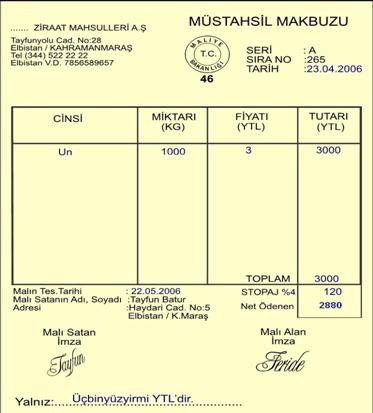 MÜSTAHSİL MAKBUZU
....... ZİRAAT MAHSULLERİ A.Ş
Tayfunyolu Cad. No:28
Elbistan / KAHRAMANMARAŞ
Tel (344) 522 22 22
Elbistan V.D. 7856589657
MALİYE
T.C.
BAKANLIĞI
46
SERİ : A
SIRA NO :265
TARİH :23.04.2006
CİNSİ MİKTARI (KG) FİYATI (YTL) TUTARI (YTL)
Un 1000 3 3000
TOPLAM 3000
Malın Tes.Tarihi : 22.05.2006 STOPAJ %4 120
Malı Satanın Adı, Soyadı :Tayfun Batur Net Ödenen 2880
Adresi :Haydari Cad. No:5
Elbistan / K.Maraş
Malı Satan Malı Alan
İmza İmza
Tayfun Feride
Yalnız:......Üçbinyüzyirmi YTL'dir.......